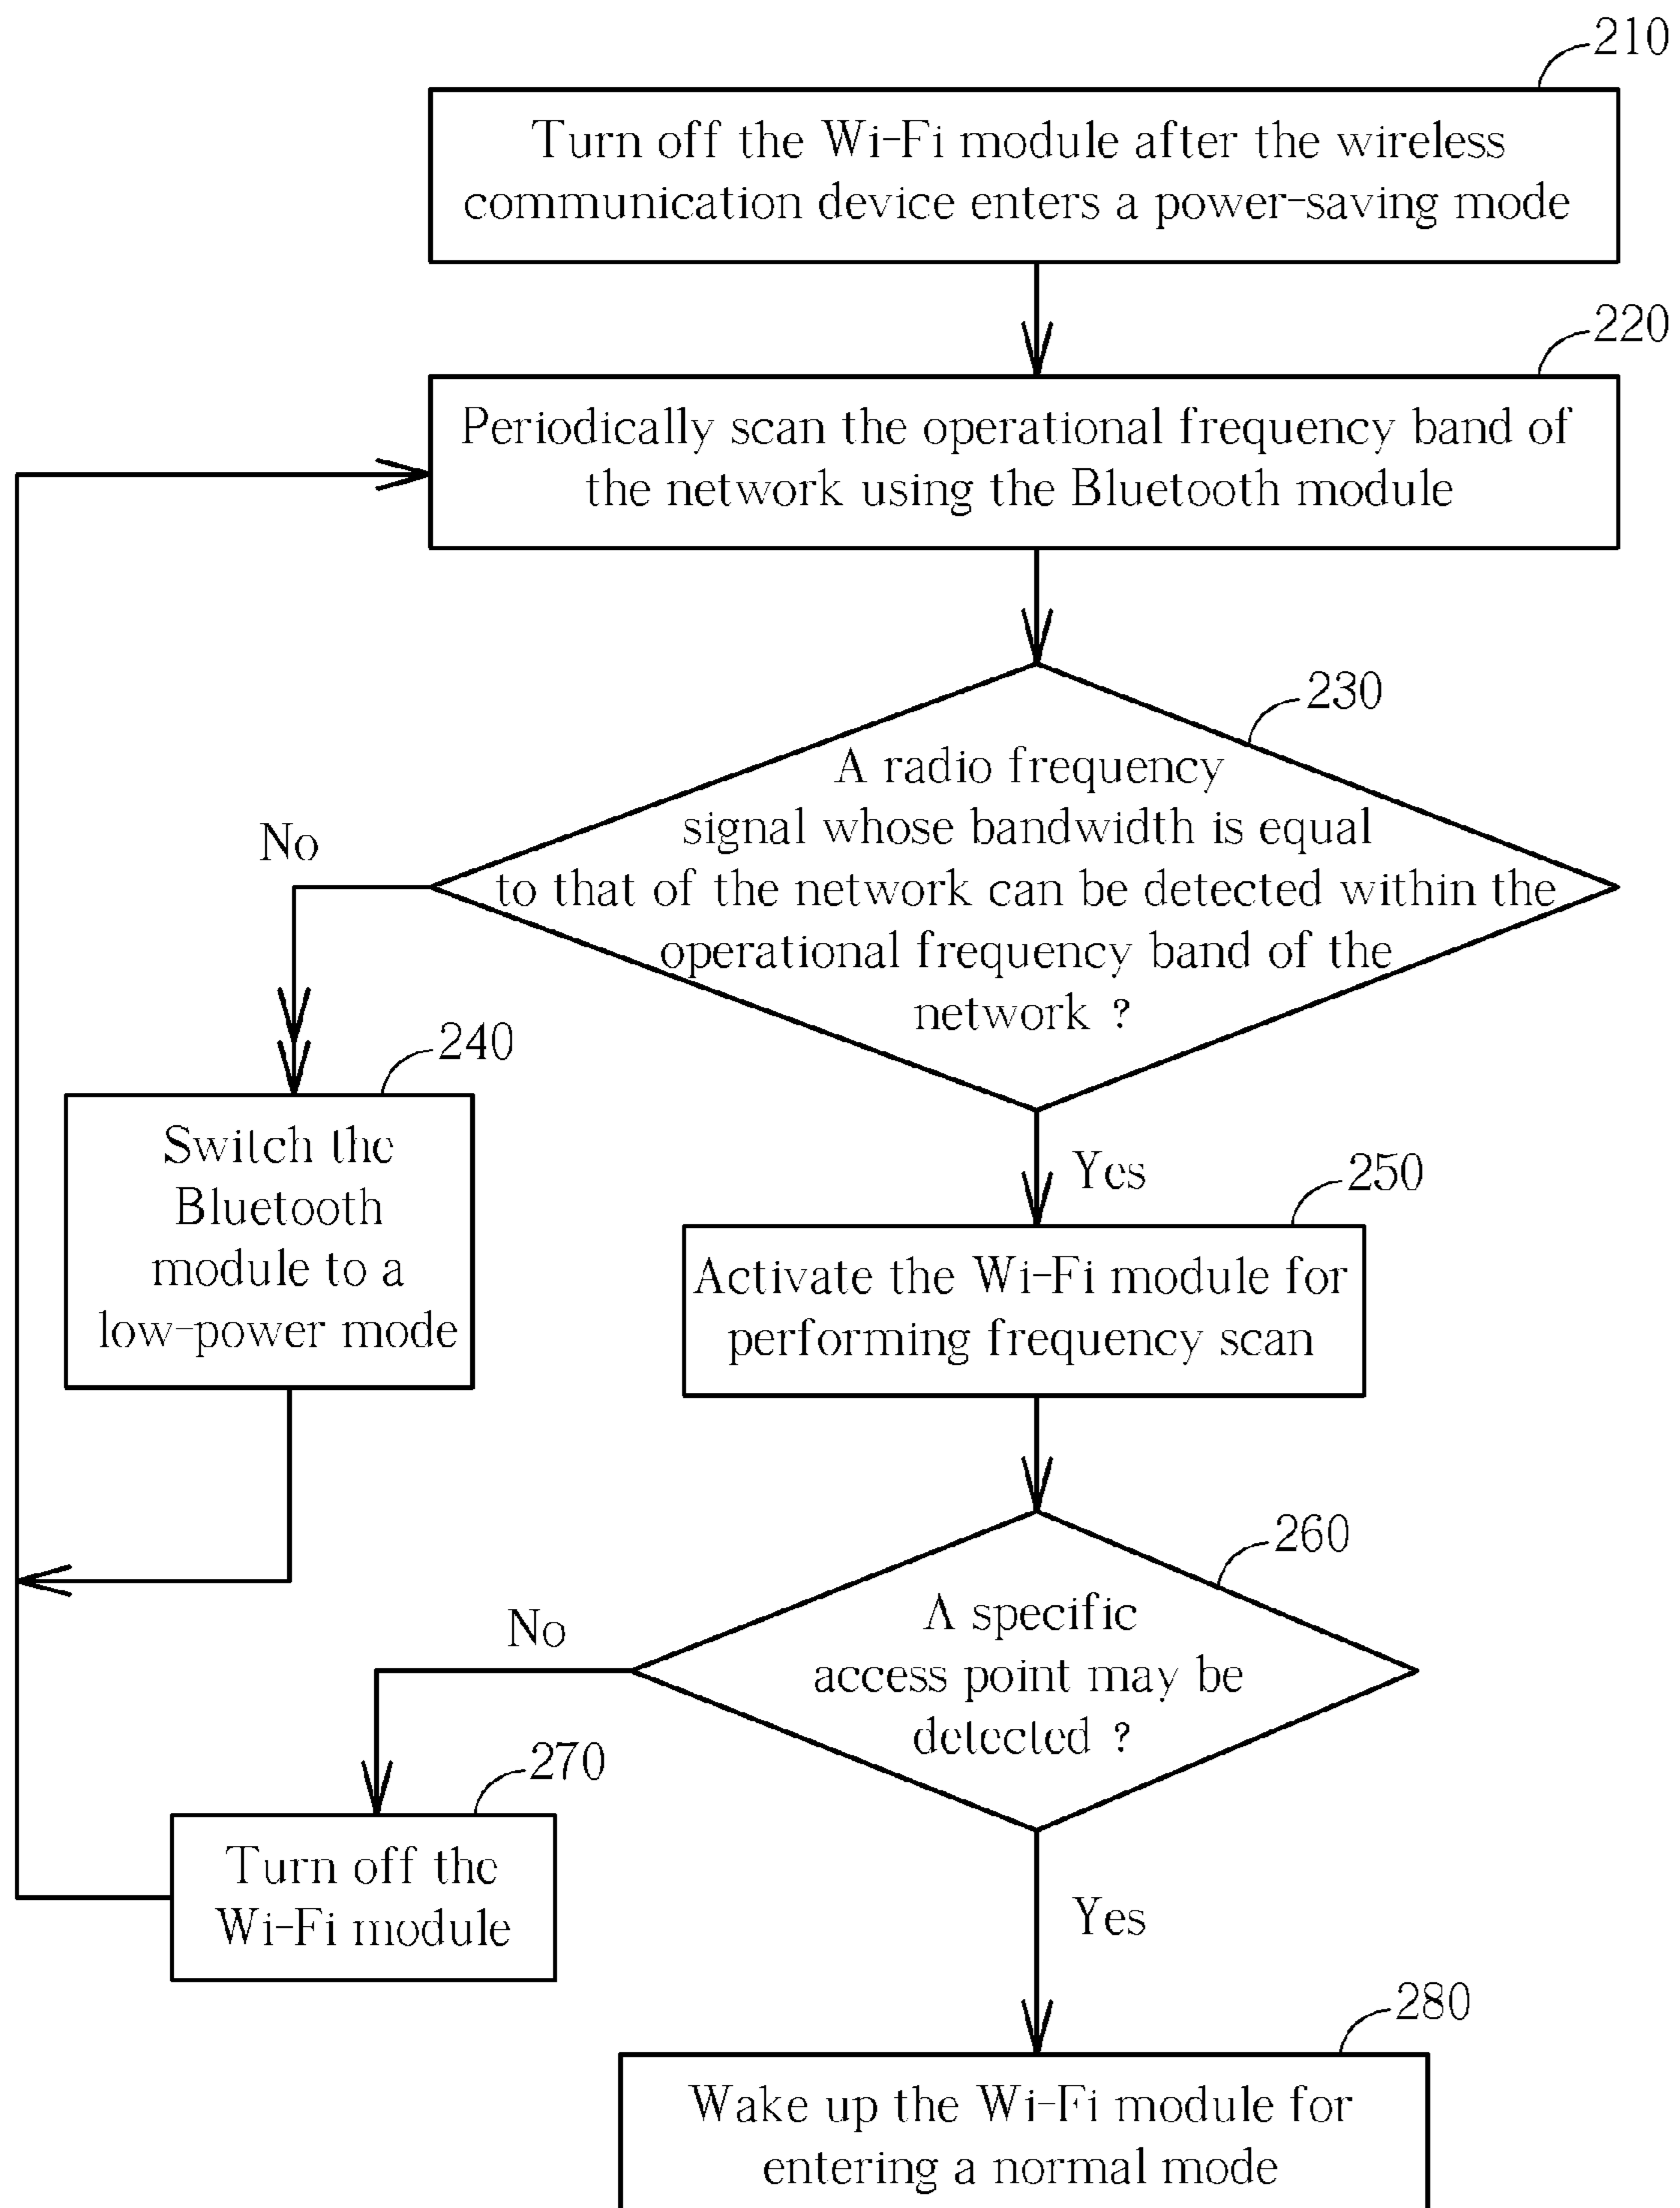 210
Turn off the Wi-Fi module after the wireless
communication device enters a power-saving mode
220
Periodically scan the operational frequency band of
the network using the Bluetooth module
230
A radio frequency
signal whose bandwidth is equal
to that of the network can be detected within the
operational frequency band of the
network ?
No
240
Switch the
Bluetooth
module to a
low-power mode
Yes
250
Activate the Wi-Fi module for
performing frequency scan
260
A specific
access point may be
detected ?
No
270
Turn off the
Wi-Fi module
Yes
280
Wake up the Wi-Fi module for
entering a normal mode